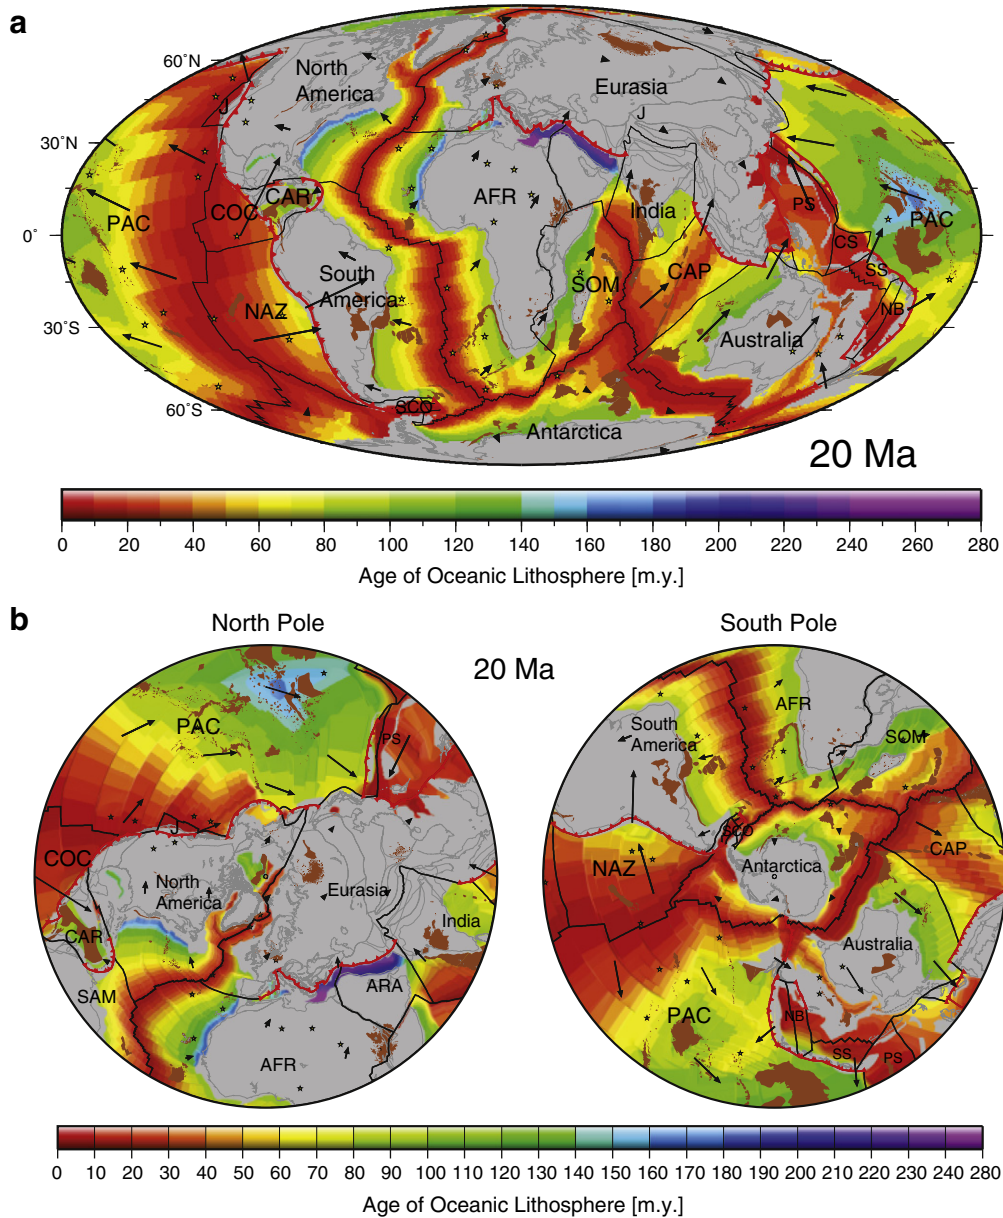 a
60°N
30°N
0°
30°S
60°S
North
America
Eurasia
J
J
PAC
COC
CAR
AFR
India
PS
PAC
CS
SS
NB
South
America
NAZ
SOM
CAP
Australia
SCO
Antarctica
20 Ma
0 20 40 60 80 100 120 140 160 180 200 220 240 260 280
Age of Oceanic Lithosphere [m.y.]
b
North Pole
South Pole
20 Ma
PAC
PS
J
COC
North
America
Eurasia
India
CAR
SAM
ARA
AFR
AFR
South
America
SOM
SCO
NAZ
CAP
Antarctica
Australia
PAC
NB
SS
PS
0 10 20 30 40 50 60 70 80 90 100 110 120 130 140 150 160 170 180 190 200 210 220 230 240 260 280
Age of Oceanic Lithosphere [m.y.]